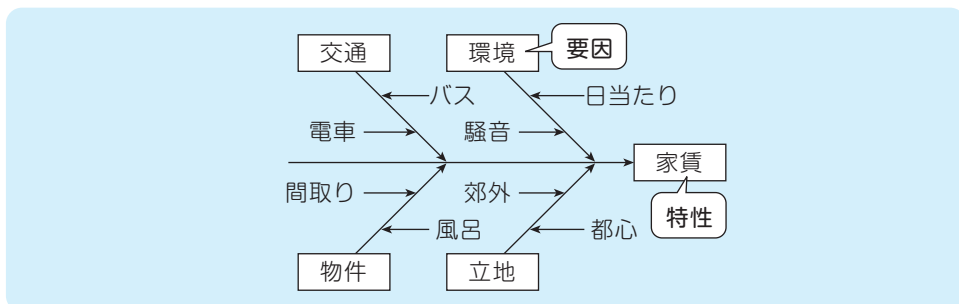 交通
環境
要因
バス
日当たり
電車
騒音
家賃
間取り
郊外
特性
風呂
都心
物件
立地